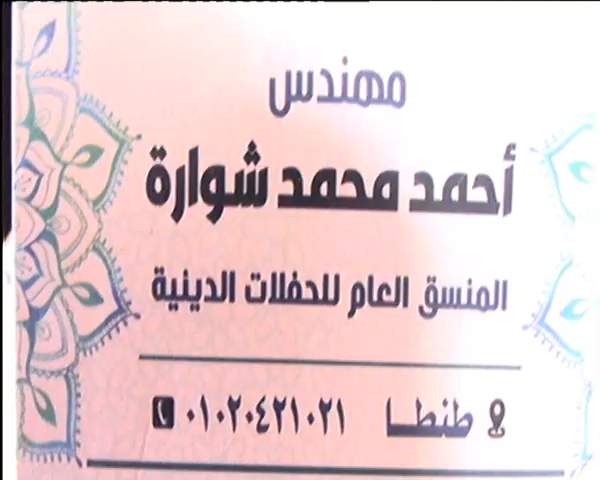 مهندس
أحمد محمد شوارة
المنسق العام للحفلات الدينية
طنطا ٠١٠٢٠٤٢١٠٢١